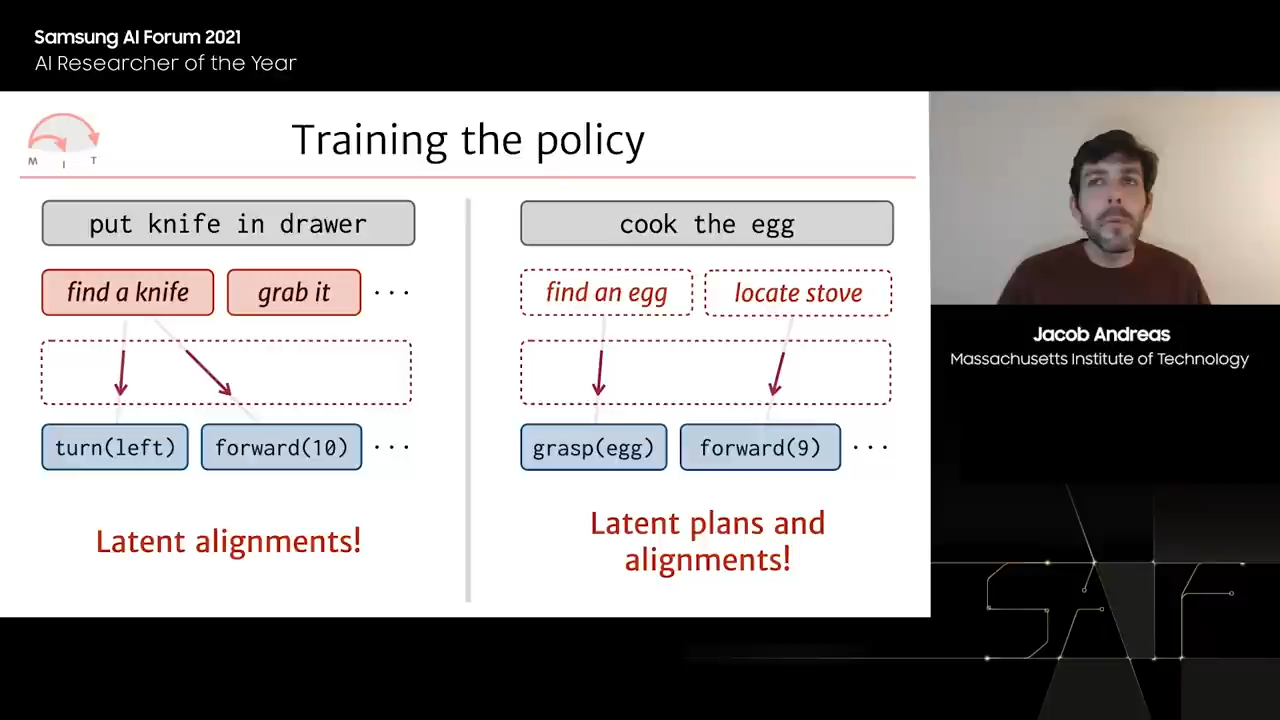 Samsung AI Forum 2021
AI Researcher of the Year
M I T
Training the policy
put knife in drawer
find a knife
grab it
...
turn(left)
forward(10)
...
Latent alignments!
cook the egg
find an egg
locate stove
grasp(egg)
forward(9)
...
Latent plans and
alignments!
Jacob Andreas
Massachusetts Institute of Technology
SAIF